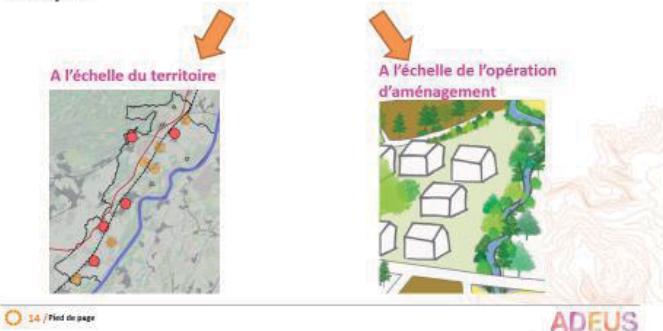 A l'échelle du territoire
A l'échelle de l'opération
d'aménagement
14 / Pied de page
ADEUS